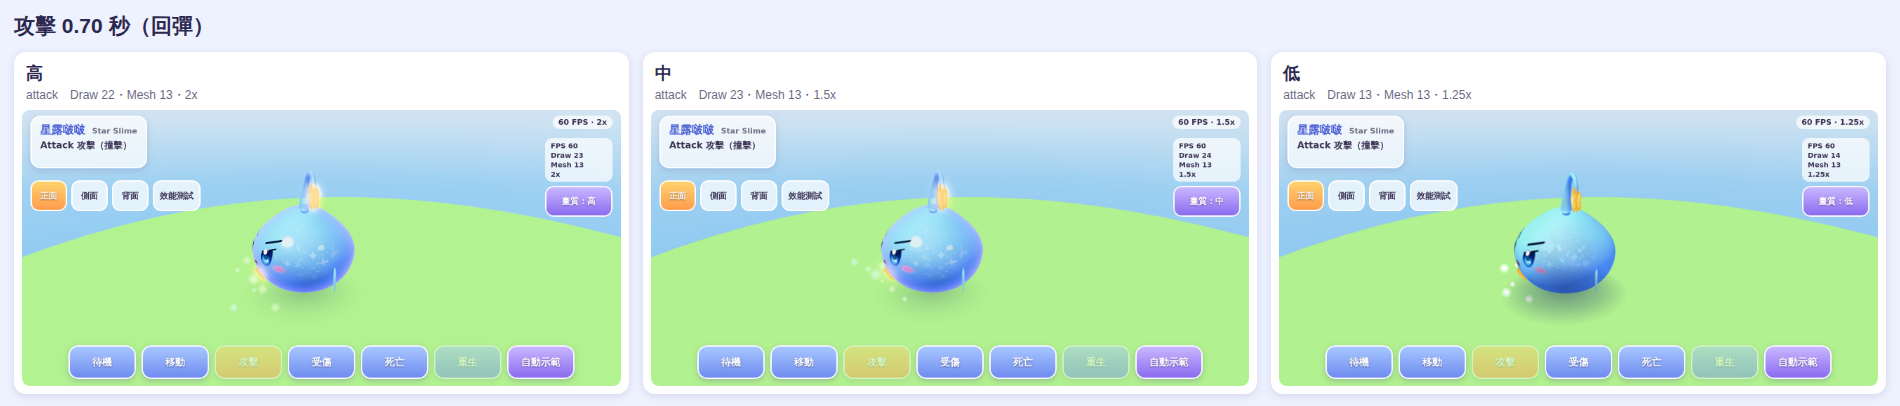 攻擊 0.70 秒（回彈）
高
attack Draw 22・Mesh 13・2x
星露啵啵 Star Slime
Attack 攻擊（撞擊）
60 FPS · 2x
FPS 60
Draw 23
Mesh 13
2x
正面 側面 背面 效能測試
畫質：高
待機 移動 攻擊 受傷 死亡 重生 自動示範
中
attack Draw 23・Mesh 13・1.5x
星露啵啵 Star Slime
Attack 攻擊（撞擊）
60 FPS · 1.5x
FPS 60
Draw 24
Mesh 13
1.5x
正面 側面 背面 效能測試
畫質：中
待機 移動 攻擊 受傷 死亡 重生 自動示範
低
attack Draw 13・Mesh 13・1.25x
星露啵啵 Star Slime
Attack 攻擊（撞擊）
60 FPS · 1.25x
FPS 60
Draw 14
Mesh 13
1.25x
正面 側面 背面 效能測試
畫質：低
待機 移動 攻擊 受傷 死亡 重生 自動示範